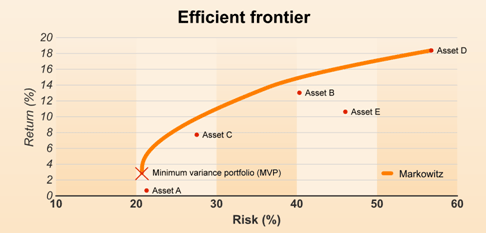 Efficient frontier
Return (%)
20
18
16
14
12
10
8
6
4
2
0
Asset D
Asset B
Asset E
Asset C
Minimum variance portfolio (MVP)
Markowitz
Asset A
10 20 30 40 50 60
Risk (%)